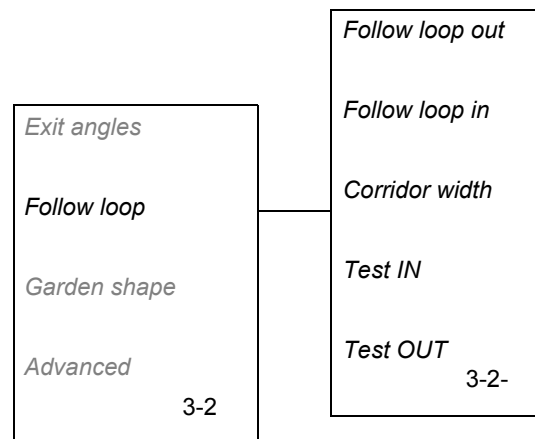 Exit angles
Follow loop
Garden shape
Advanced
3-2
Follow loop out
Follow loop in
Corridor width
Test IN
Test OUT
3-2-